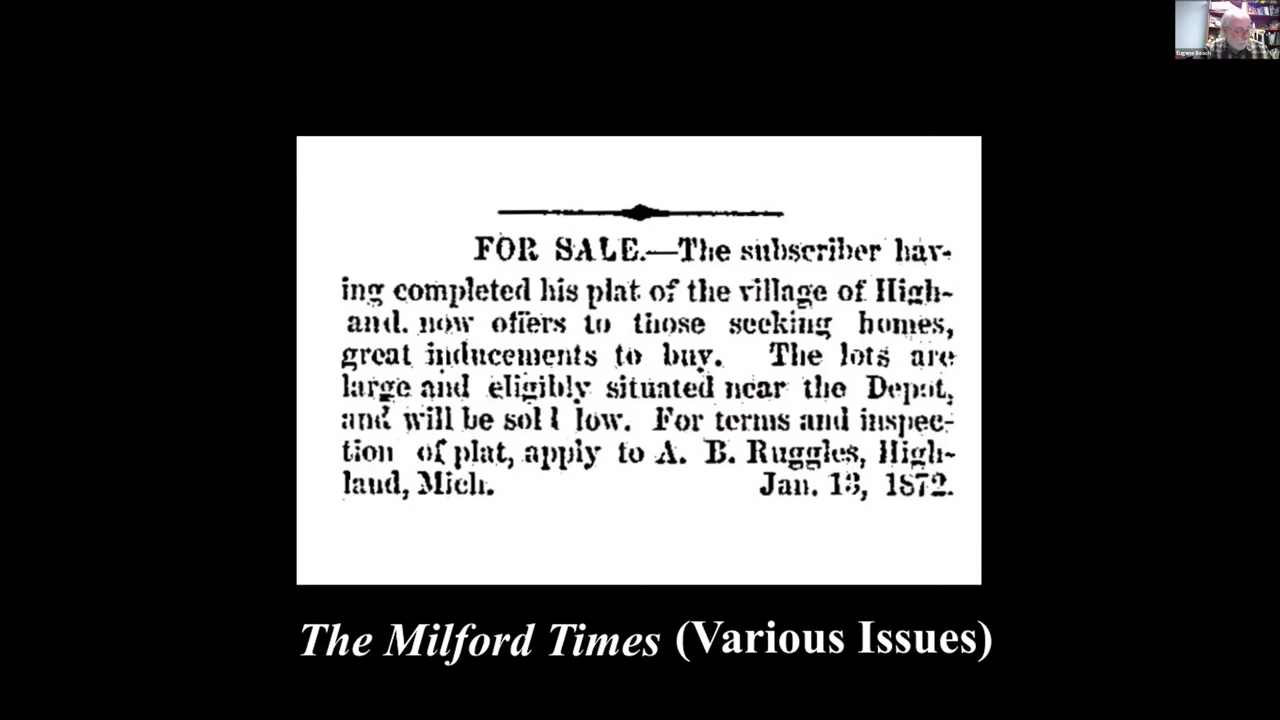 Eugene Beach
FOR SALE.—The subscriber hav-
ing completed his plat of the village of High-
and. now offers to those seeking homes,
great inducements to buy. The lots are
large and eligibly situated near the Depot,
and will be sold low. For terms and inspec-
tion of plat, apply to A. B. Ruggles, High-
land, Mich. Jan. 13, 1872.
The Milford Times (Various Issues)